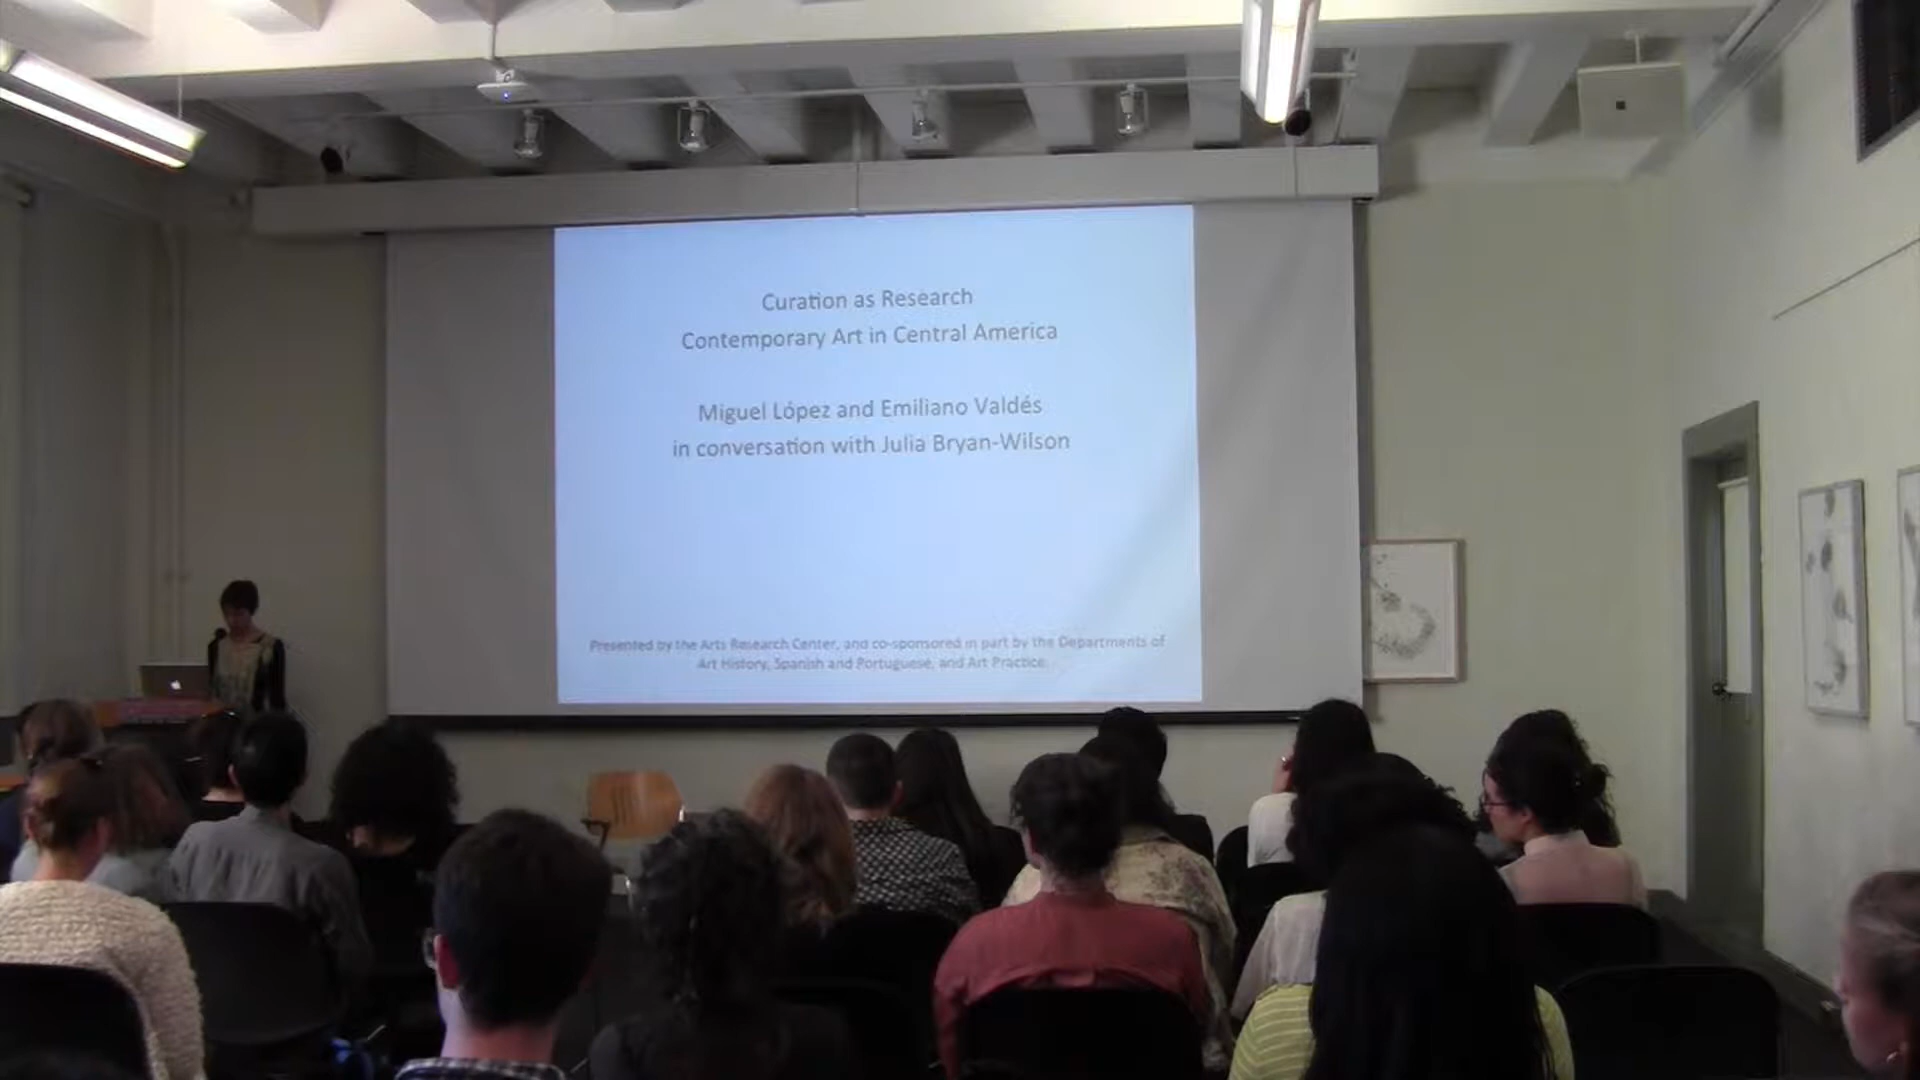 Curation as Research
Contemporary Art in Central America
Miguel López and Emiliano Valdés
in conversation with Julia Bryan-Wilson
Presented by the Arts Research Center, and co-sponsored in part by the Departments of
Art History, Spanish and Portuguese, and Art Practice.